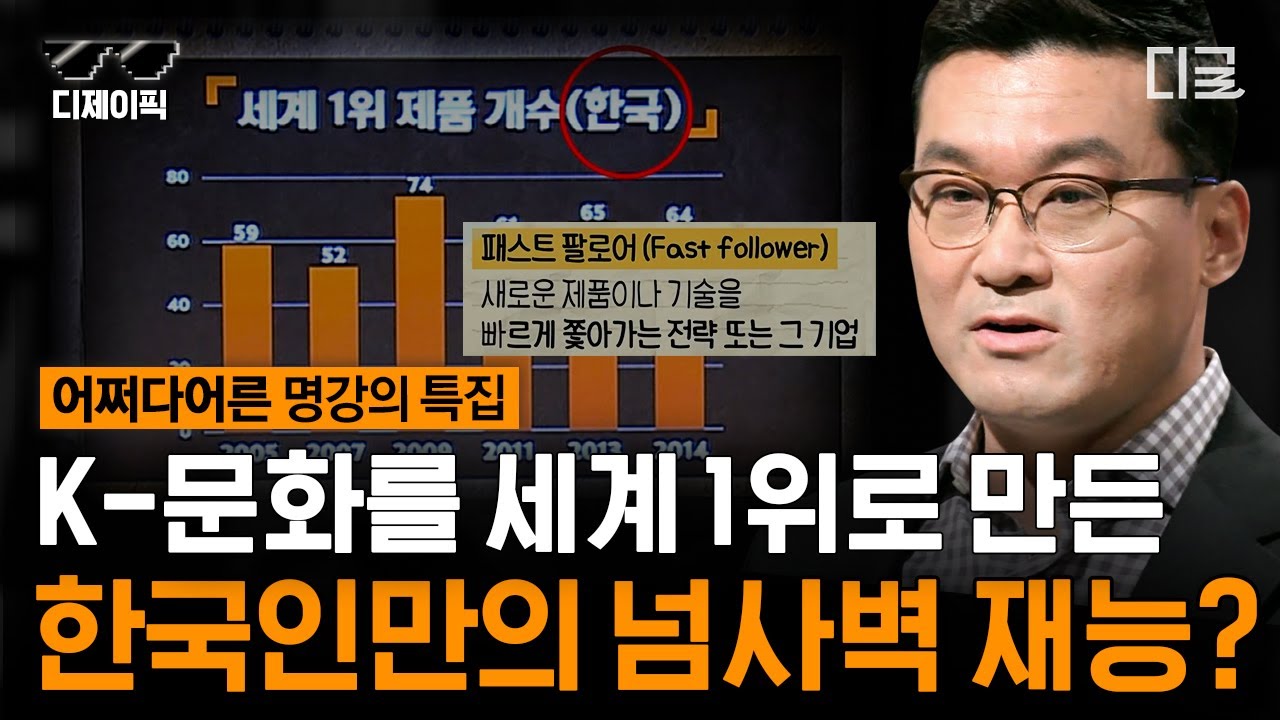 디제이픽
디글
세계 1위 제품 개수(한국)
80
74
65
64
59
60
52
패스트 팔로어 (Fast follower)
새로운 제품이나 기술을
빠르게 쫓아가는 전략 또는 그 기업
40
어쩌다어른 명강의 특집
2005 2007 2009 2011 2013 2014
K-문화를 세계 1위로 만든
한국인만의 넘사벽 재능?